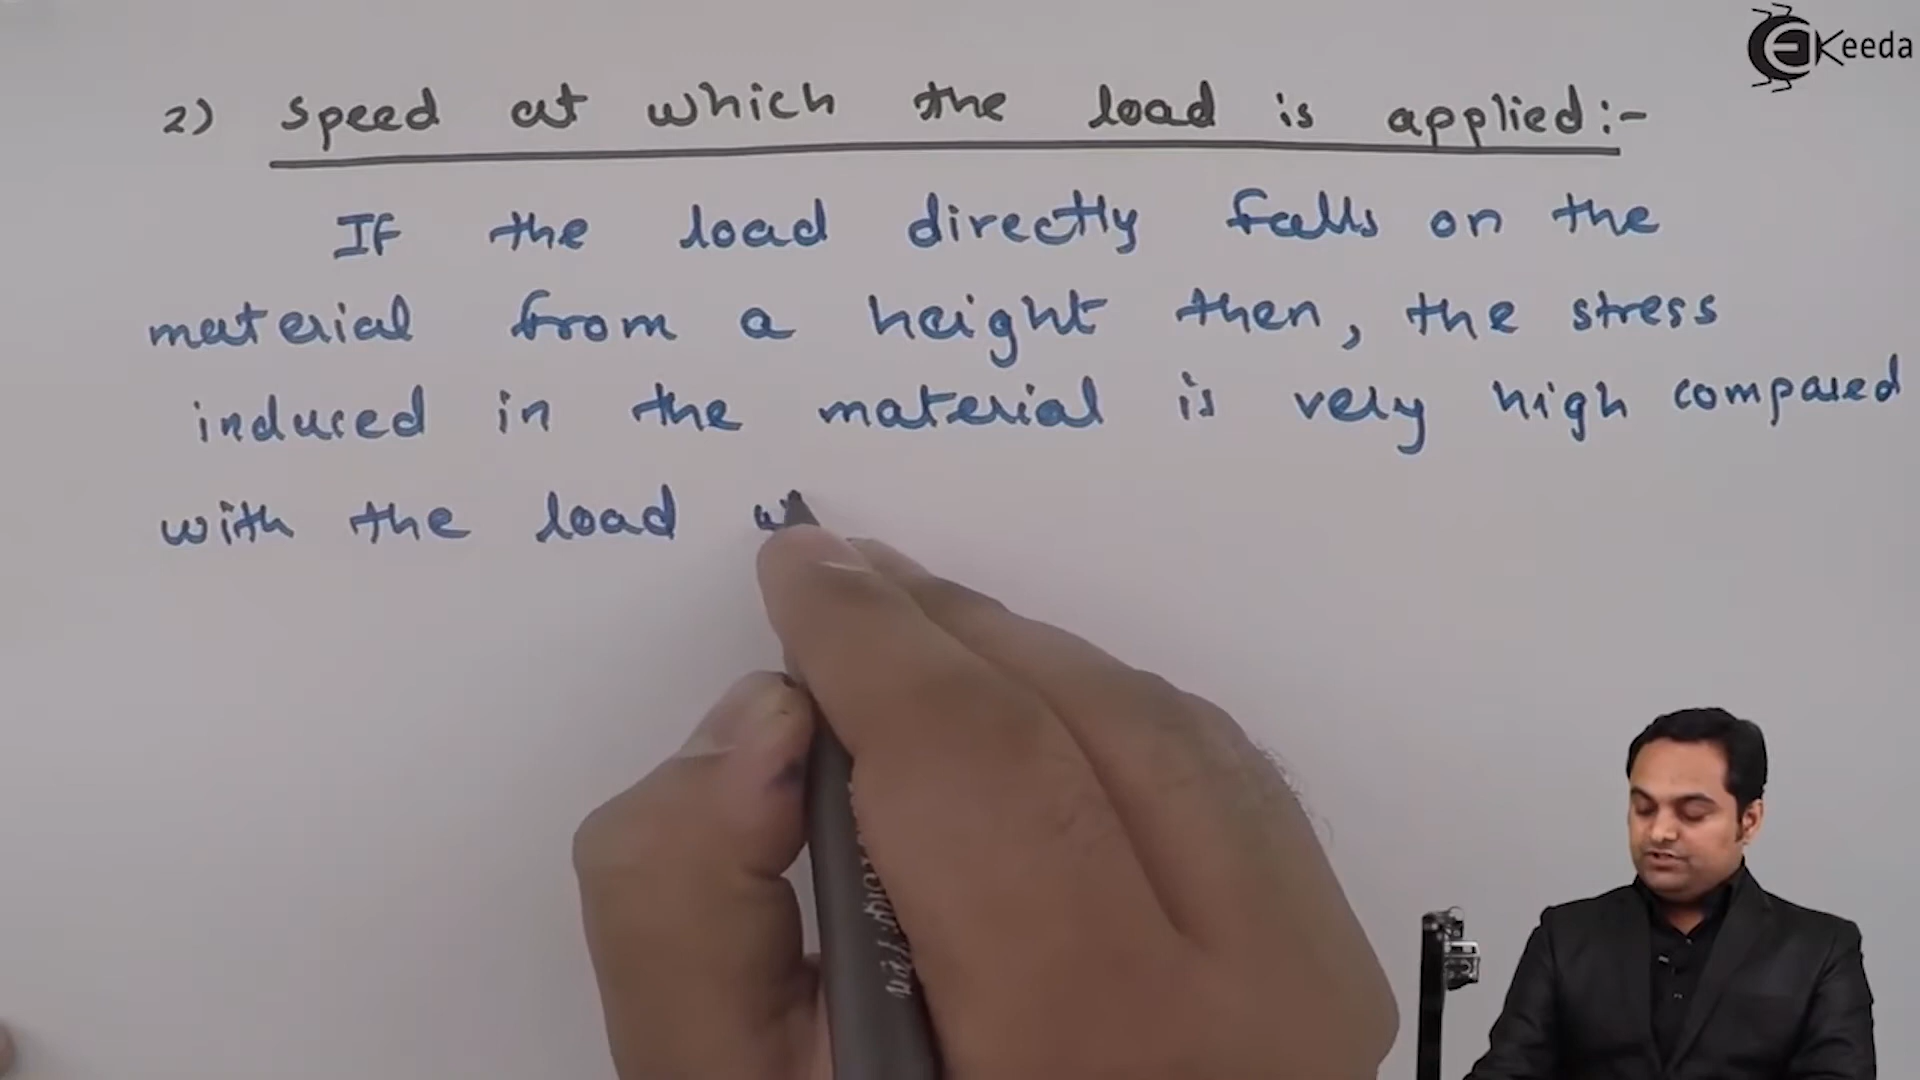 Keeda
2) Speed at which the load is applied:-
If the load directly falls on the
material from a height then, the stress
induced in the material is very high compared
with the load